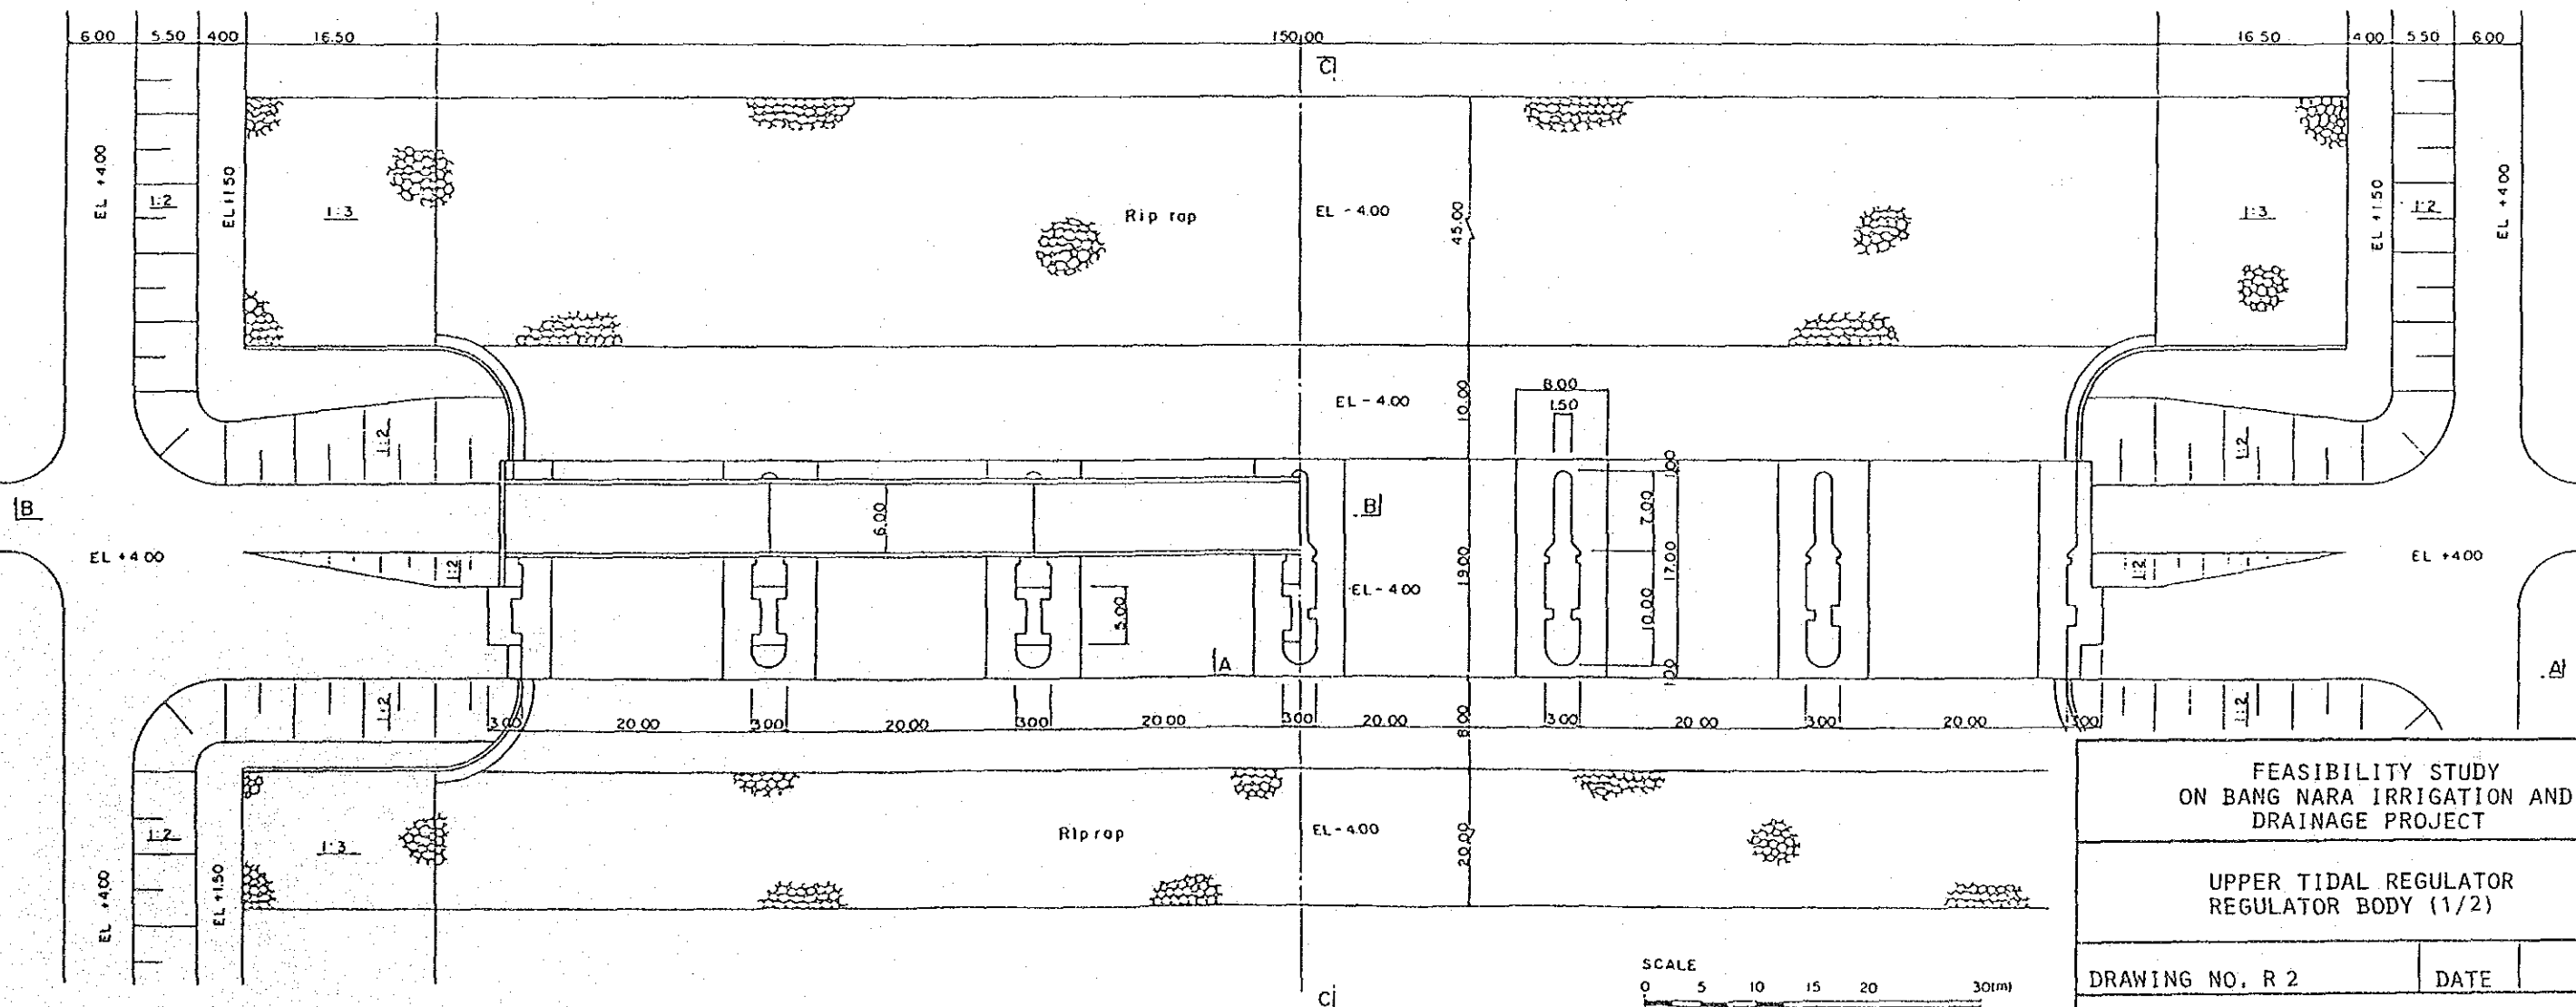 6.00 5.50 4.00 16.50 150.00 16.50 4.00 5.50 6.00
C
EL +4.00
1:2
EL +1.50
1:3
Rip rap
EL - 4.00
45.00
1:3
EL +1.50
1:2
EL +4.00
1:2
EL - 4.00
10.00
8.00
1.50
1:2
B
6.00
B
1.00
7.00
EL +4.00
1:2
5.00
EL - 4.00
19.00
10.00
17.00
1.00
1:2
EL +4.00
A
A
1:2
3.00 20.00 3.00 20.00 3.00 20.00 3.00 20.00 3.00 20.00 3.00 20.00 3.00
8.00
1:2
1:2
EL +4.00
EL +1.50
1:3
Rip rap
EL - 4.00
20.00
C
SCALE
0 5 10 15 20 30(m)
FEASIBILITY STUDY
ON BANG NARA IRRIGATION AND
DRAINAGE PROJECT
UPPER TIDAL REGULATOR
REGULATOR BODY (1/2)
DRAWING NO. R 2 DATE